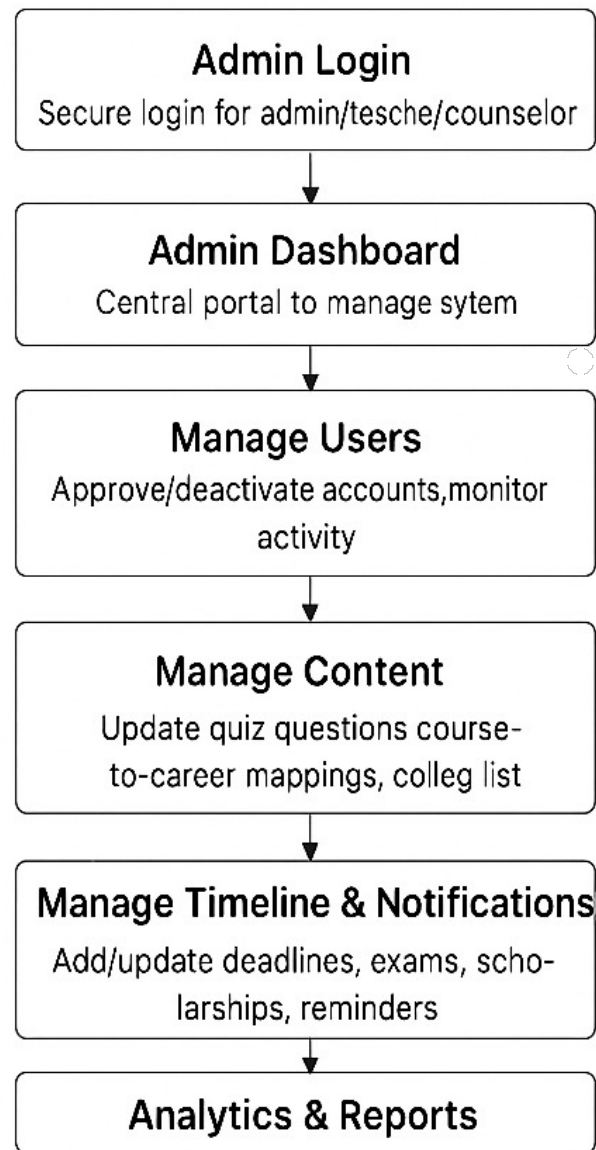 Admin Login
Secure login for admin/tesche/counselor
Admin Dashboard
Central portal to manage sytem
Manage Users
Approve/deactivate accounts,monitor
activity
Manage Content
Update quiz questions course-
to-career mappings, colleg list
Manage Timeline & Notifications
Add/update deadlines, exams, scho-
larships, reminders
Analytics & Reports